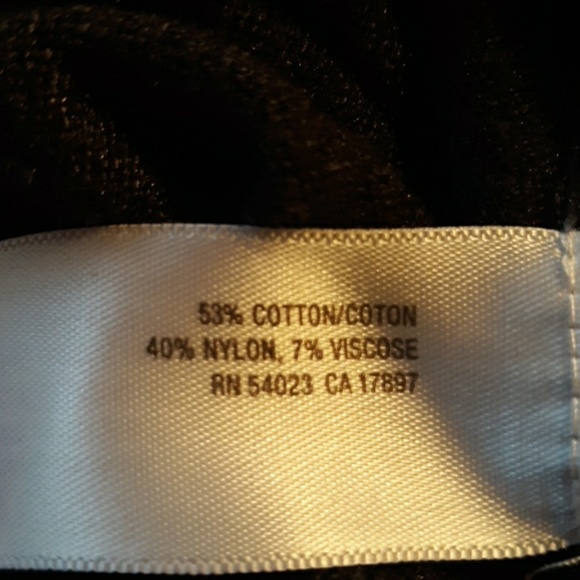 53% COTTON/COTON
40% NYLON, 7% VISCOSE
RN 54023 CA 17897